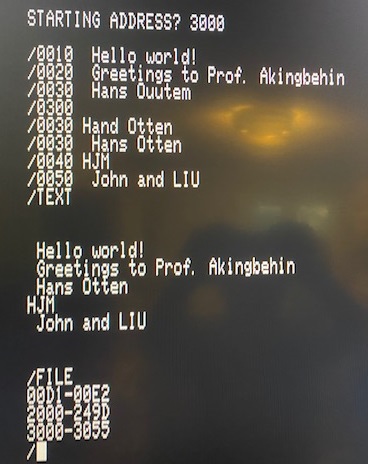 STARTING ADDRESS? 3000
/0010  Hello world!
/0020  Greetings to Prof. Akingbehin
/0030  Hans Ouutem
/0300
/0030 Hand Otten
/0030  Hans Otten
/0040 HJM
/0050  John and LIU
/TEXT
Hello world!
Greetings to Prof. Akingbehin
Hans Otten
HJM
John and LIU
/FILE
00D1-00E2
2000-249D
3000-3055
/